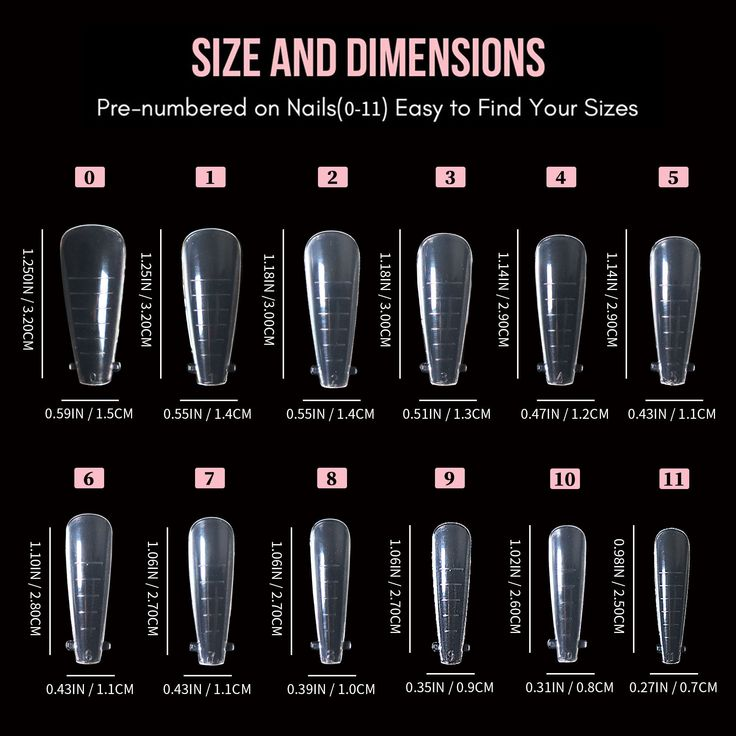 SIZE AND DIMENSIONS
Pre-numbered on Nails(0-11) Easy to Find Your Sizes
0
1
2
3
4
5
1.250IN / 3.20CM
1.25IN / 3.20CM
1.18IN / 3.00CM
1.18IN / 3.00CM
1.14IN / 2.90CM
1.14IN / 2.90CM
0.59IN / 1.5CM
0.55IN / 1.4CM
0.55IN / 1.4CM
0.51IN / 1.3CM
0.47IN / 1.2CM
0.43IN / 1.1CM
6
7
8
9
10
11
1.10IN / 2.80CM
1.06IN / 2.70CM
1.06IN / 2.70CM
1.06IN / 2.70CM
1.02IN / 2.60CM
0.98IN / 2.50CM
0.43IN / 1.1CM
0.43IN / 1.1CM
0.39IN / 1.0CM
0.35IN / 0.9CM
0.31IN / 0.8CM
0.27IN / 0.7CM